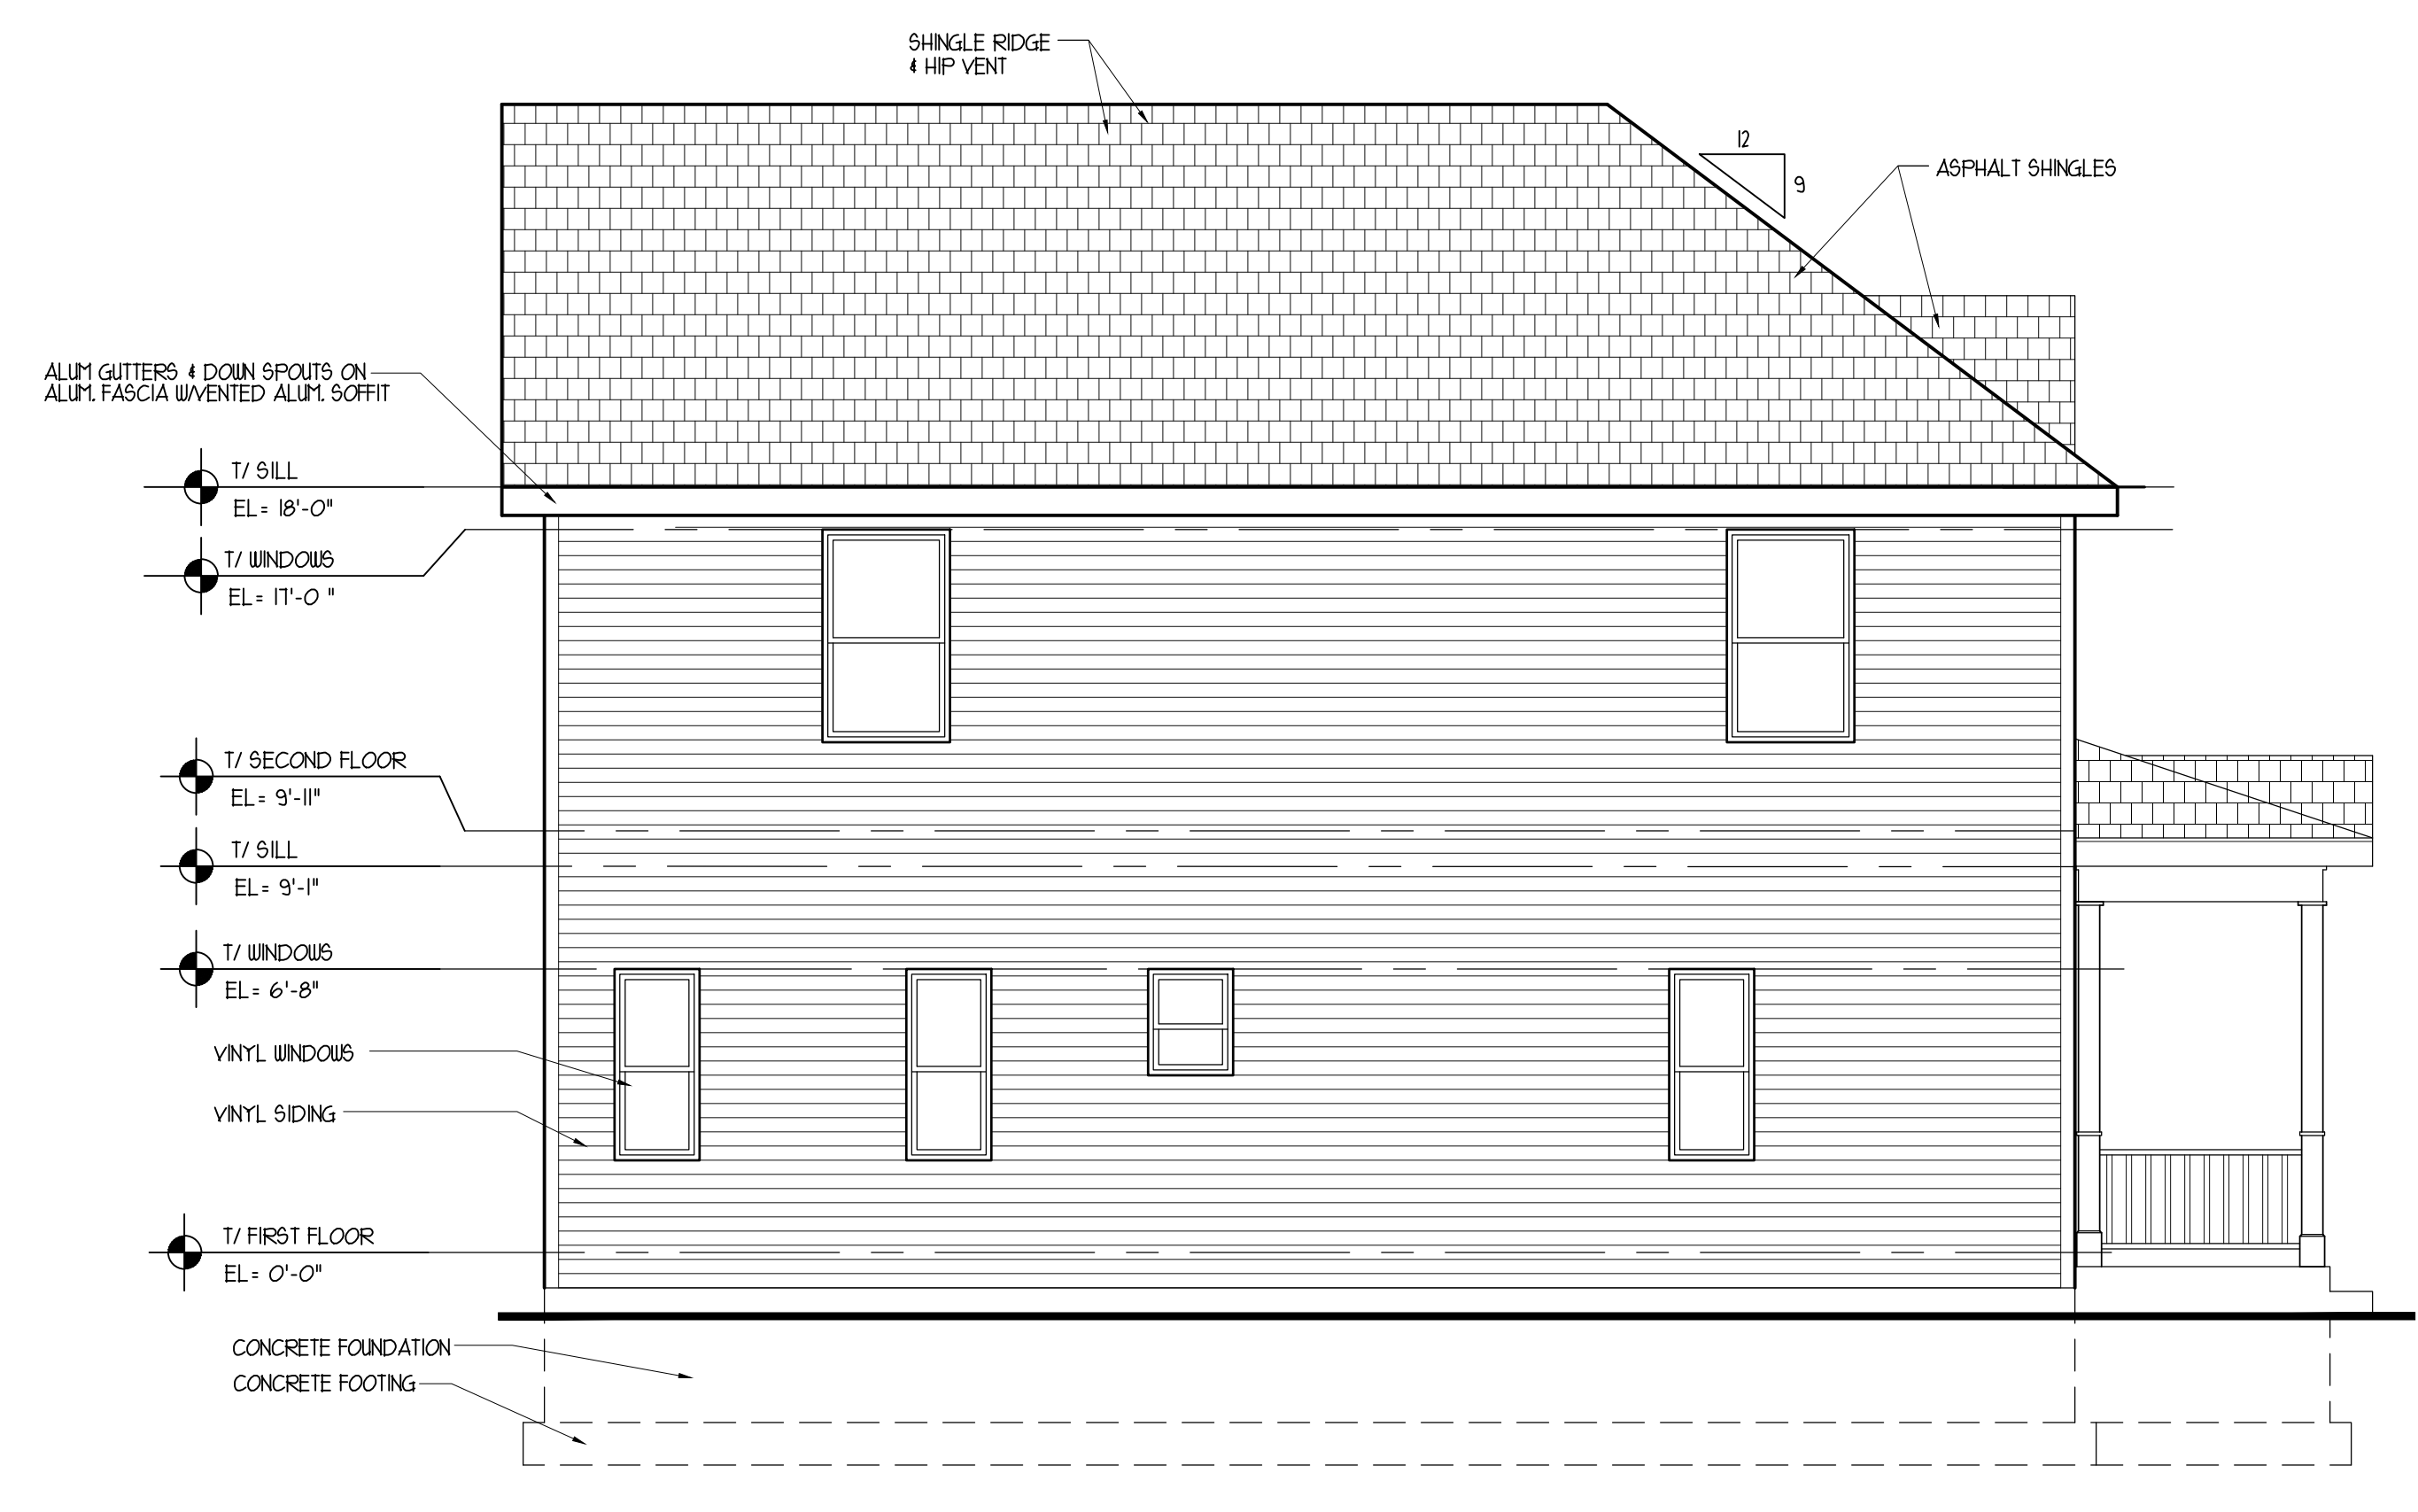 SHINGLE RIDGE
& HIP VENT
12
9
ASPHALT SHINGLES
ALUM GUTTERS & DOWN SPOUTS ON
ALUM. FASCIA W/VENTED ALUM. SOFFIT
T/ SILL
EL= 18'-0"
T/ WINDOWS
EL= 17'-0 "
T/ SECOND FLOOR
EL= 9'-11"
T/ SILL
EL= 9'-1"
T/ WINDOWS
EL= 6'-8"
VINYL WINDOWS
VINYL SIDING
T/ FIRST FLOOR
EL= 0'-0"
CONCRETE FOUNDATION
CONCRETE FOOTING